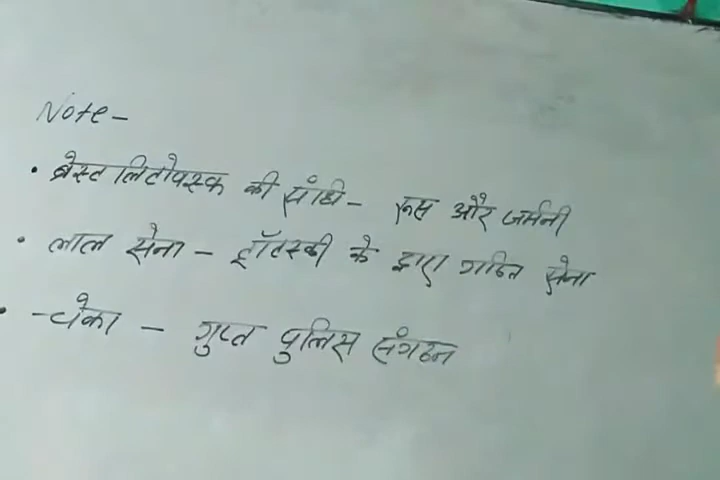 Note-
• ब्रेस्ट लिटोवस्क की संधि - रूस और जर्मनी
• लाल सेना - ट्रॉटस्की के द्वारा गठित सेना
• -चेका - गुप्त पुलिस संगठन